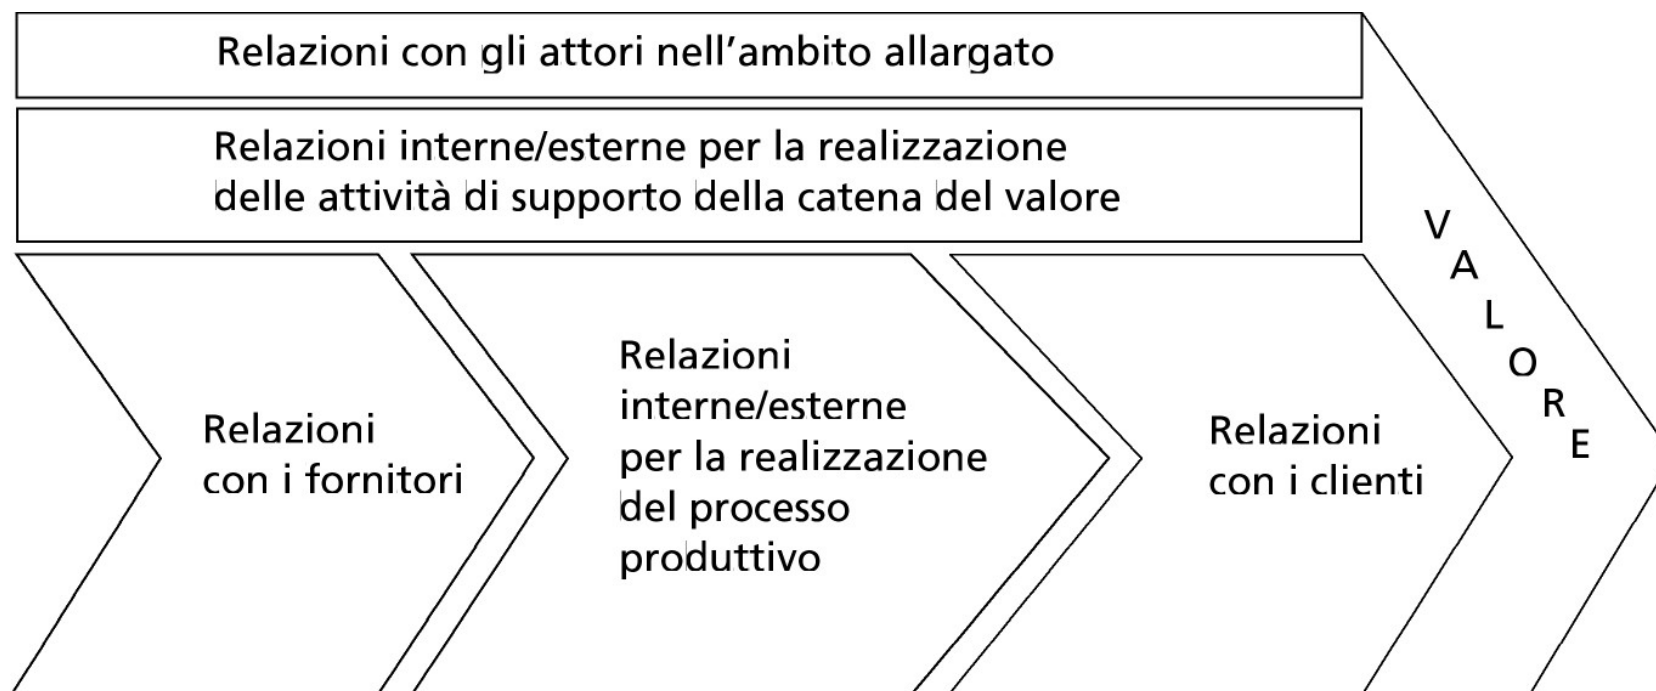 Relazioni con gli attori nell'ambito allargato
Relazioni interne/esterne per la realizzazione
delle attività di supporto della catena del valore
Relazioni
con i fornitori
Relazioni
interne/esterne
per la realizzazione
del processo
produttivo
Relazioni
con i clienti
VALORE